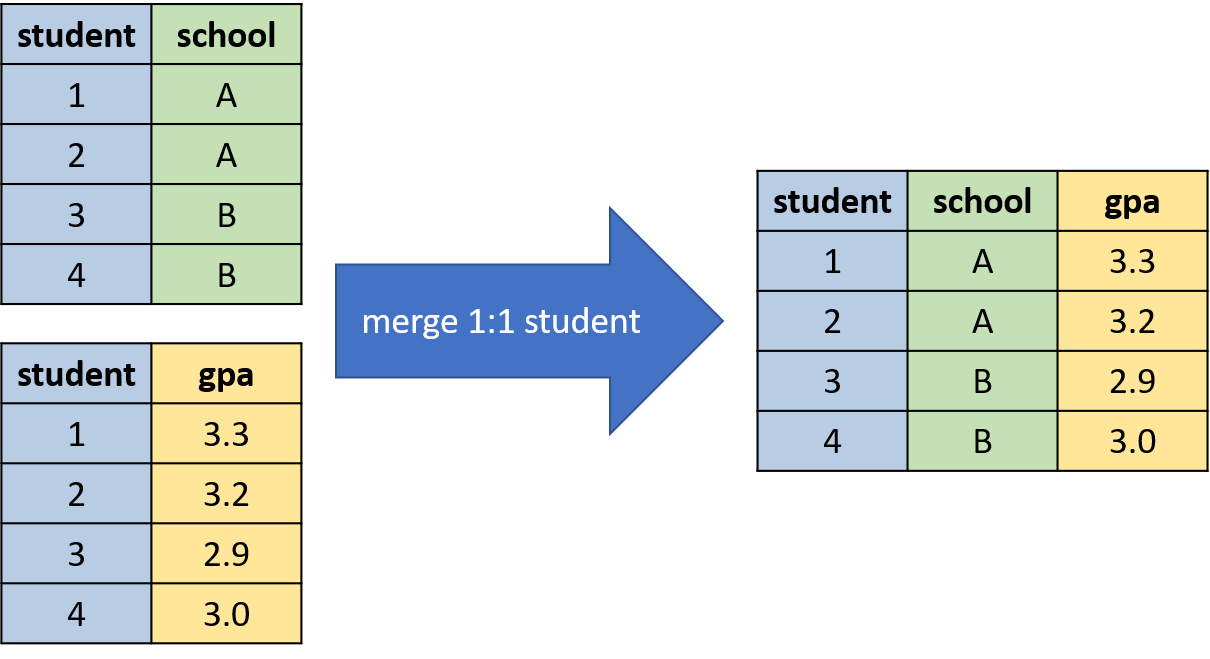 student school
1 A
2 A
3 B
4 B
student gpa
1 3.3
2 3.2
3 2.9
4 3.0
merge 1:1 student
student school gpa
1 A 3.3
2 A 3.2
3 B 2.9
4 B 3.0